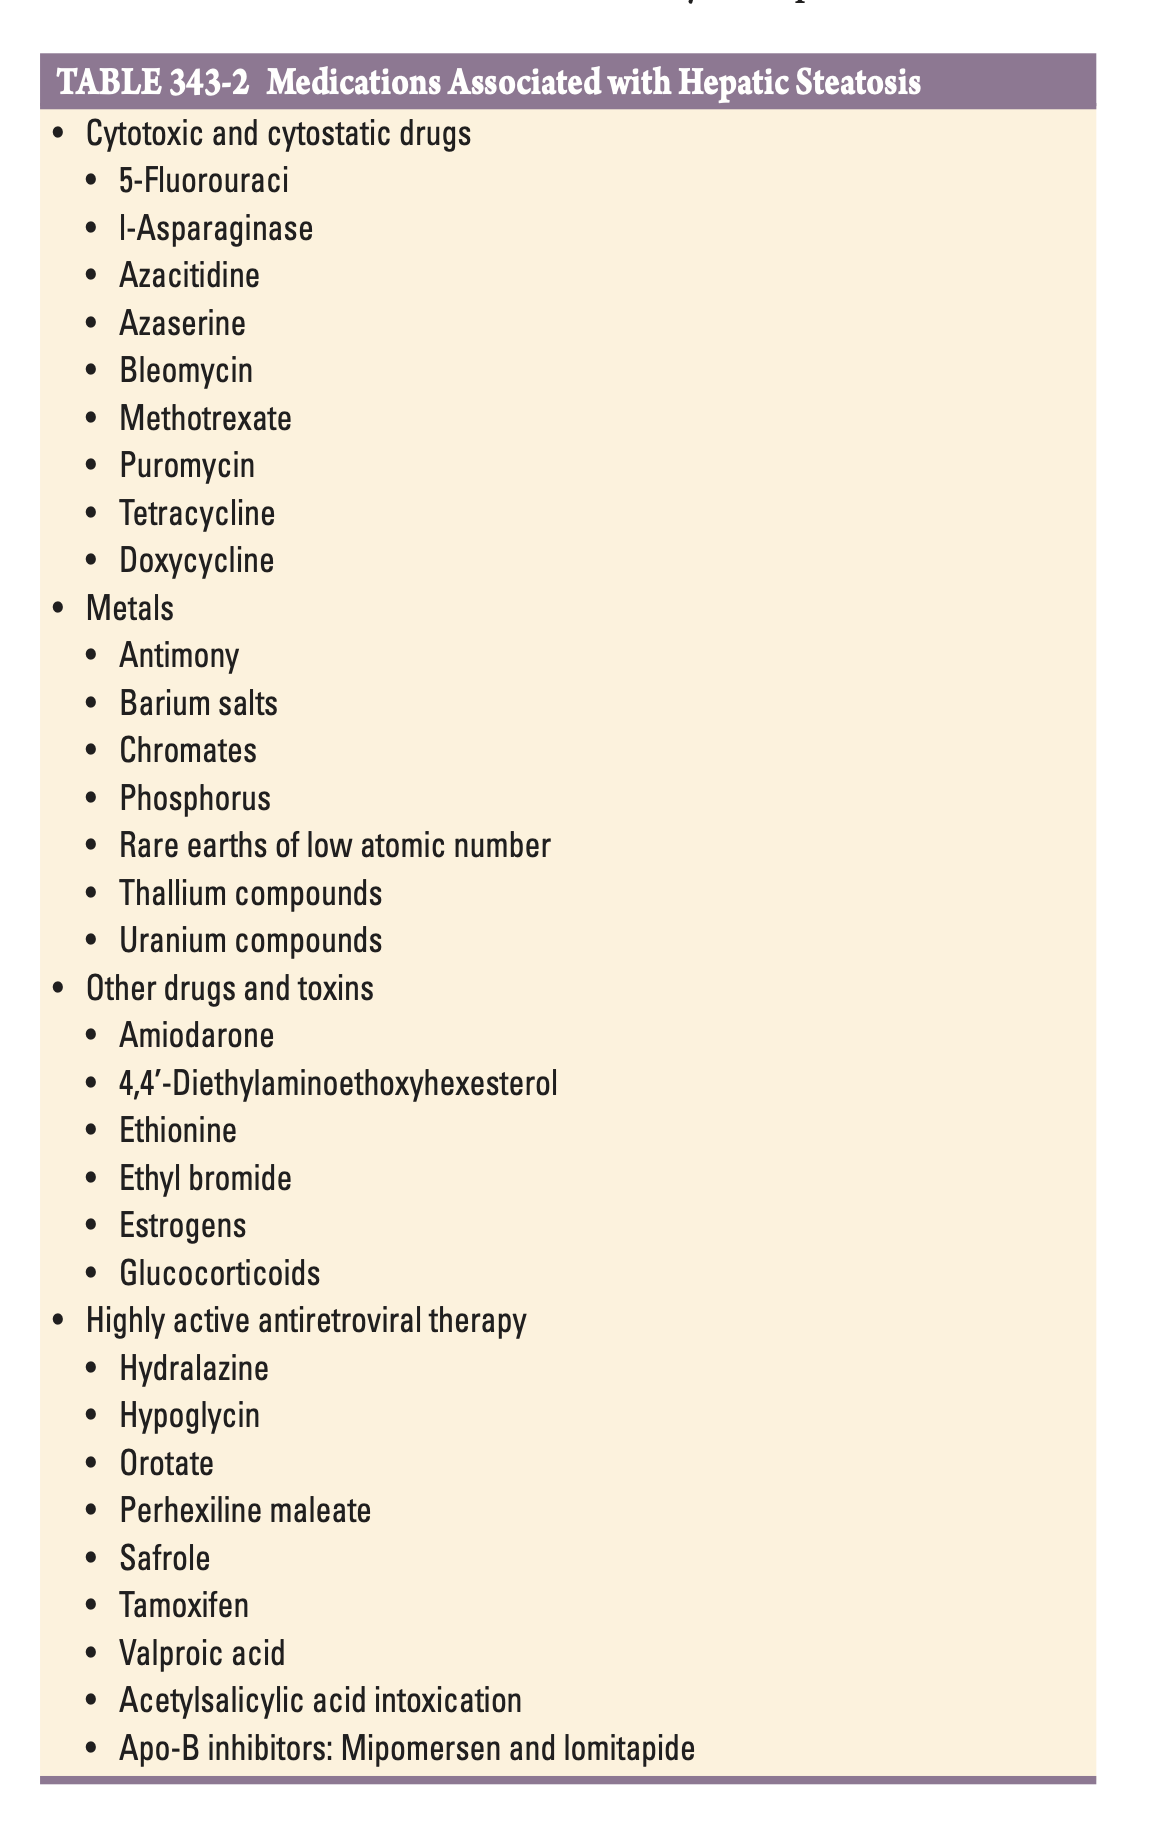 TABLE 343-2 Medications Associated with Hepatic Steatosis
• Cytotoxic and cytostatic drugs
• 5-Fluorouraci
• l-Asparaginase
• Azacitidine
• Azaserine
• Bleomycin
• Methotrexate
• Puromycin
• Tetracycline
• Doxycycline
• Metals
• Antimony
• Barium salts
• Chromates
• Phosphorus
• Rare earths of low atomic number
• Thallium compounds
• Uranium compounds
• Other drugs and toxins
• Amiodarone
• 4,4′-Diethylaminoethoxyhexesterol
• Ethionine
• Ethyl bromide
• Estrogens
• Glucocorticoids
• Highly active antiretroviral therapy
• Hydralazine
• Hypoglycin
• Orotate
• Perhexiline maleate
• Safrole
• Tamoxifen
• Valproic acid
• Acetylsalicylic acid intoxication
• Apo-B inhibitors: Mipomersen and lomitapide